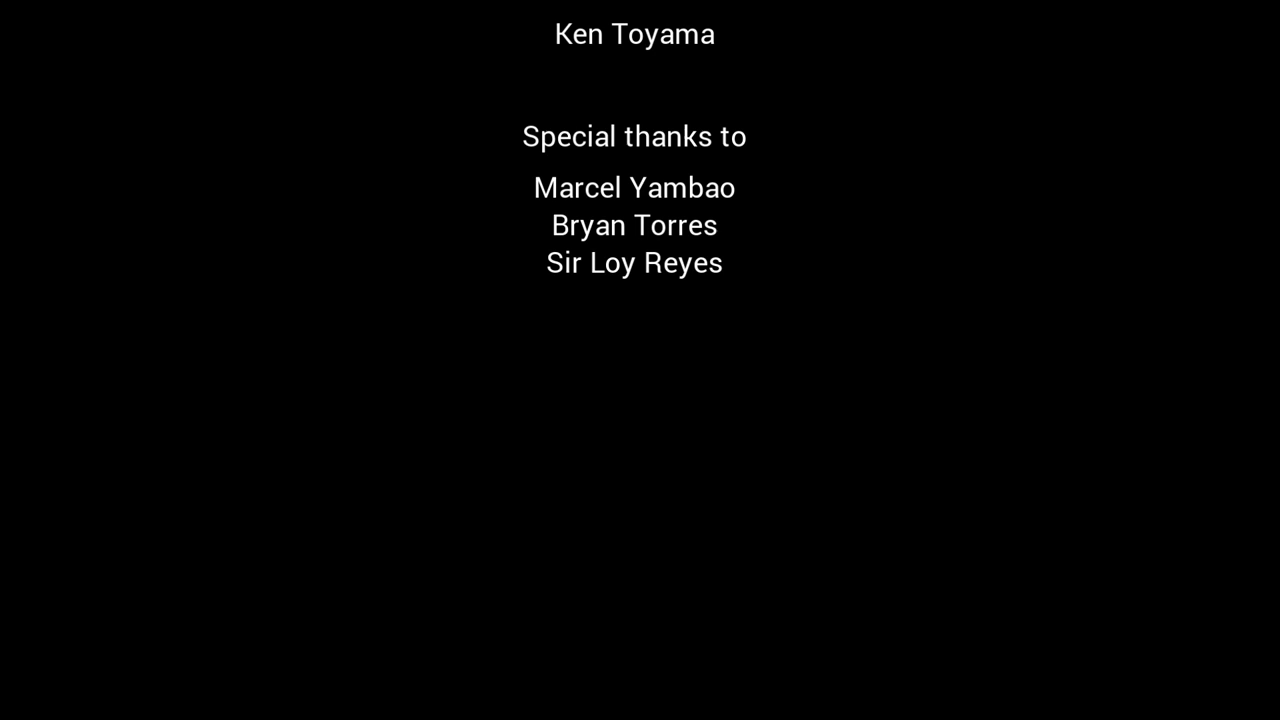 Ken Toyama
Special thanks to
Marcel Yambao
Bryan Torres
Sir Loy Reyes